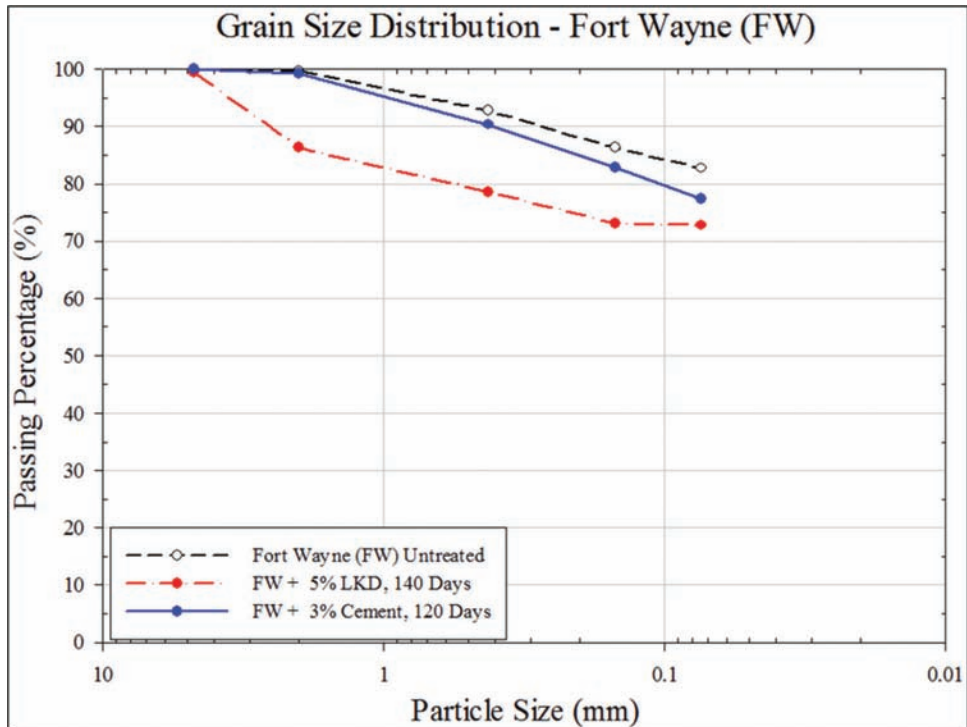 Grain Size Distribution - Fort Wayne (FW)
100
90
80
70
60
50
40
30
20
10
0
Passing Percentage (%)
Fort Wayne (FW) Untreated
FW + 5% LKD, 140 Days
FW + 3% Cement, 120 Days
10 1 0.1 0.01
Particle Size (mm)